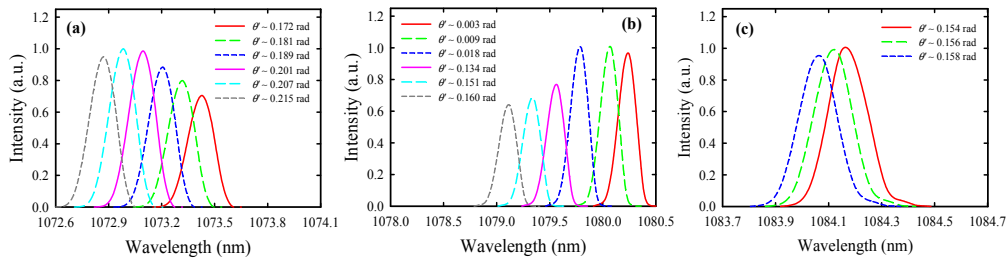 (a)
θ' ~ 0.172 rad
θ' ~ 0.181 rad
θ' ~ 0.189 rad
θ' ~ 0.201 rad
θ' ~ 0.207 rad
θ' ~ 0.215 rad
Intensity (a.u.)
1.2
1.0
0.8
0.6
0.4
0.2
0.0
1072.6 1072.9 1073.2 1073.5 1073.8 1074.1
Wavelength (nm)
(b)
θ' ~ 0.003 rad
θ' ~ 0.009 rad
θ' ~ 0.018 rad
θ' ~ 0.134 rad
θ' ~ 0.151 rad
θ' ~ 0.160 rad
Intensity (a.u.)
1.2
1.0
0.8
0.6
0.4
0.2
0.0
1078.0 1078.5 1079.0 1079.5 1080.0 1080.5
Wavelength (nm)
(c)
θ' ~ 0.154 rad
θ' ~ 0.156 rad
θ' ~ 0.158 rad
Intensity (a.u.)
1.2
1.0
0.8
0.6
0.4
0.2
0.0
1083.7 1083.9 1084.1 1084.3 1084.5 1084.7
Wavelength (nm)